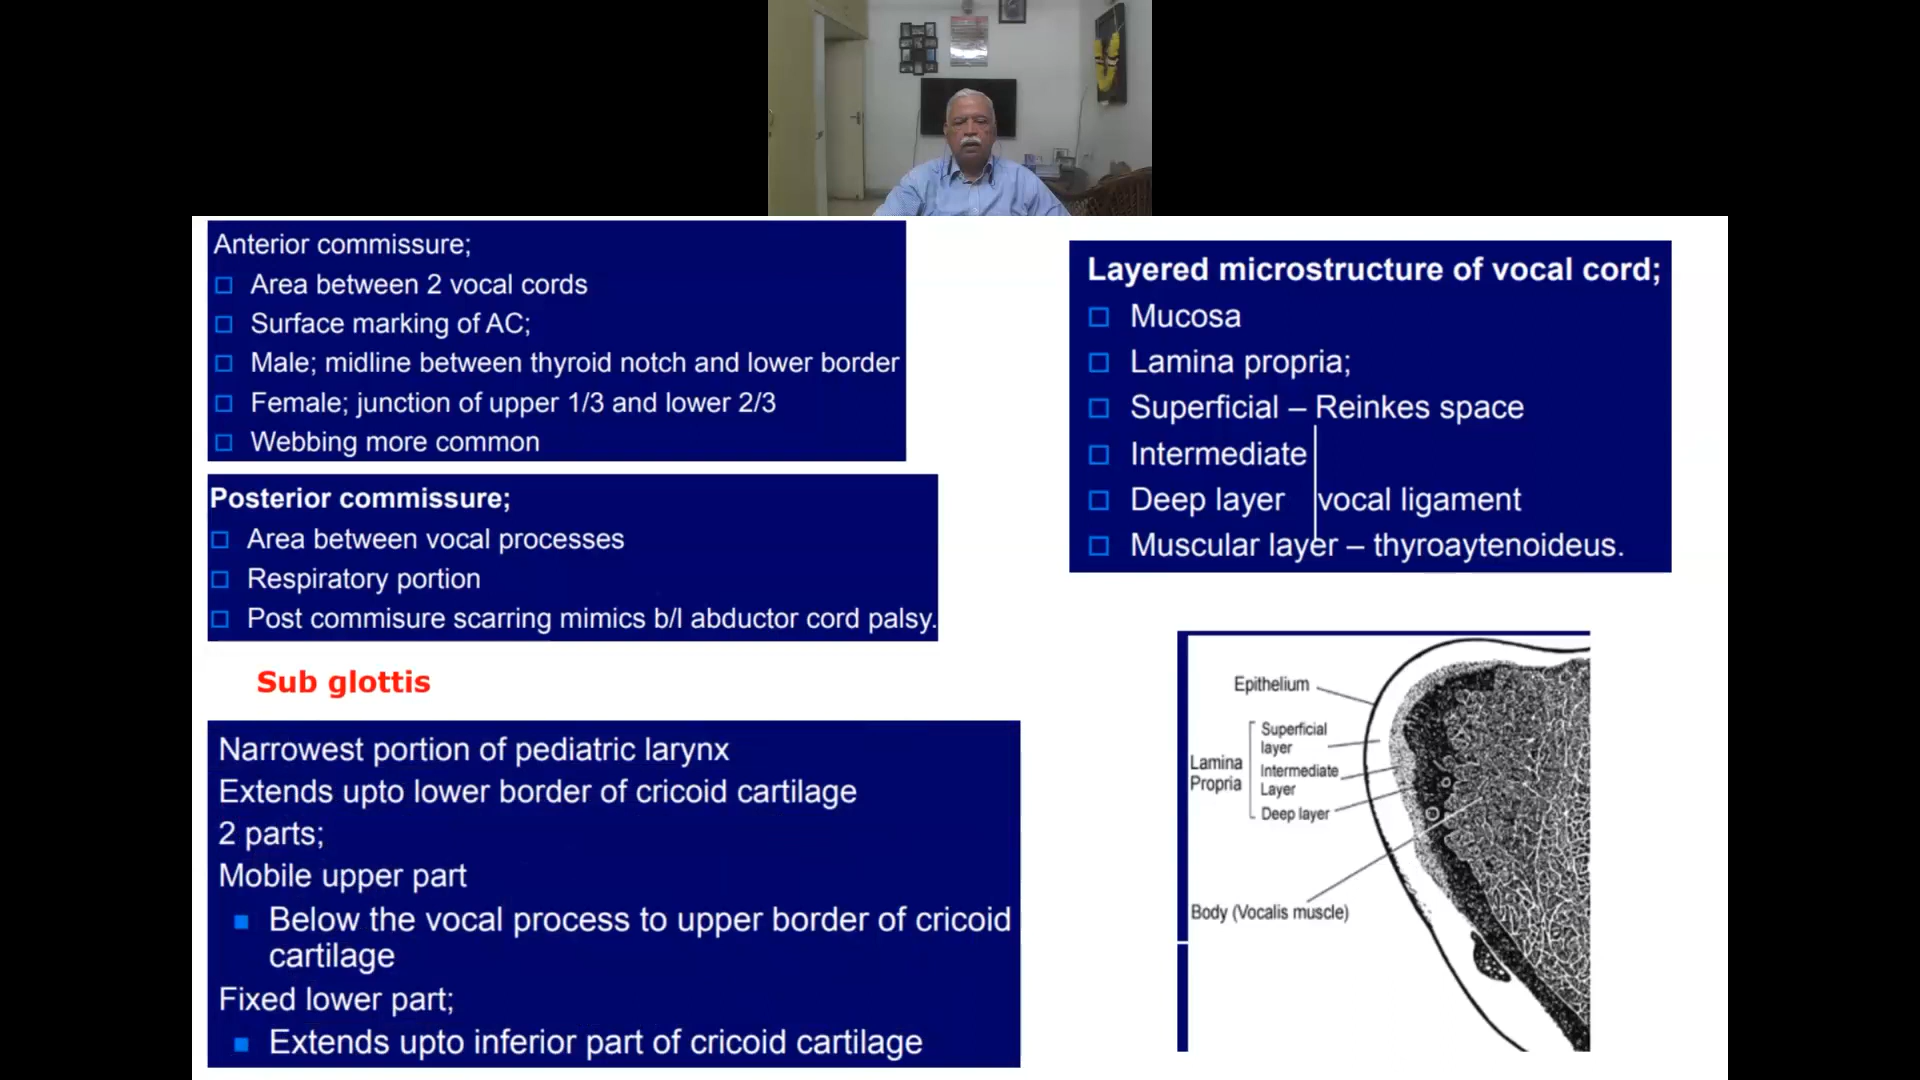 Anterior commissure;
Area between 2 vocal cords
Surface marking of AC;
Male; midline between thyroid notch and lower border
Female; junction of upper 1/3 and lower 2/3
Webbing more common
Posterior commissure;
Area between vocal processes
Respiratory portion
Post commisure scarring mimics b/l abductor cord palsy.
Sub glottis
Narrowest portion of pediatric larynx
Extends upto lower border of cricoid cartilage
2 parts;
Mobile upper part
Below the vocal process to upper border of cricoid
cartilage
Fixed lower part;
Extends upto inferior part of cricoid cartilage
Layered microstructure of vocal cord;
Mucosa
Lamina propria;
Superficial – Reinkes space
Intermediate
Deep layer vocal ligament
Muscular layer – thyroaytenoideus.
Epithelium
Superficial
layer
Lamina
Propria
Intermediate
Layer
Deep layer
Body (Vocalis muscle)